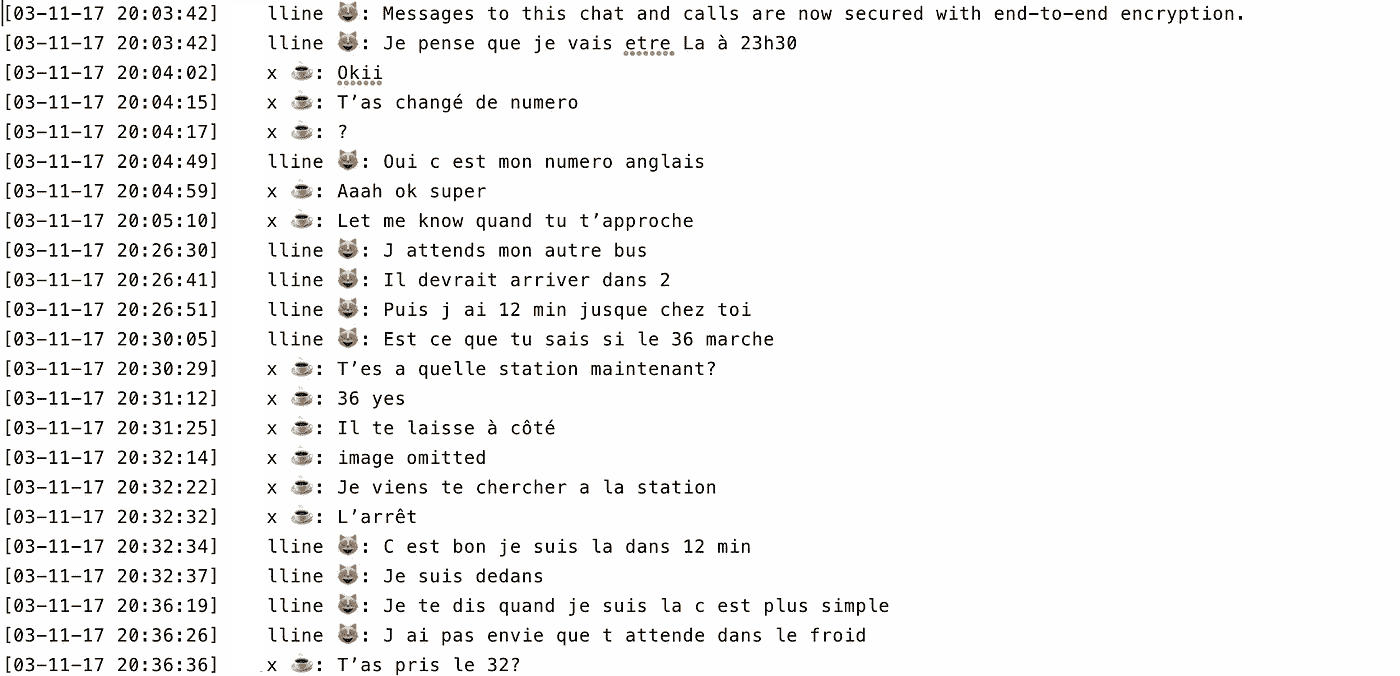 [03-11-17 20:03:42] lline 😺: Messages to this chat and calls are now secured with end-to-end encryption.
[03-11-17 20:03:42] lline 😺: Je pense que je vais etre La à 23h30
[03-11-17 20:04:02] x ☕: Okii
[03-11-17 20:04:15] x ☕: T’as changé de numero
[03-11-17 20:04:17] x ☕: ?
[03-11-17 20:04:49] lline 😺: Oui c est mon numero anglais
[03-11-17 20:04:59] x ☕: Aaah ok super
[03-11-17 20:05:10] x ☕: Let me know quand tu t’approche
[03-11-17 20:26:30] lline 😺: J attends mon autre bus
[03-11-17 20:26:41] lline 😺: Il devrait arriver dans 2
[03-11-17 20:26:51] lline 😺: Puis j ai 12 min jusque chez toi
[03-11-17 20:30:05] lline 😺: Est ce que tu sais si le 36 marche
[03-11-17 20:30:29] x ☕: T’es a quelle station maintenant?
[03-11-17 20:31:12] x ☕: 36 yes
[03-11-17 20:31:25] x ☕: Il te laisse à côté
[03-11-17 20:32:14] x ☕: image omitted
[03-11-17 20:32:22] x ☕: Je viens te chercher a la station
[03-11-17 20:32:32] x ☕: L’arrêt
[03-11-17 20:32:34] lline 😺: C est bon je suis la dans 12 min
[03-11-17 20:32:37] lline 😺: Je suis dedans
[03-11-17 20:36:19] lline 😺: Je te dis quand je suis la c est plus simple
[03-11-17 20:36:26] lline 😺: J ai pas envie que t attende dans le froid
[03-11-17 20:36:36] x ☕: T’as pris le 32?